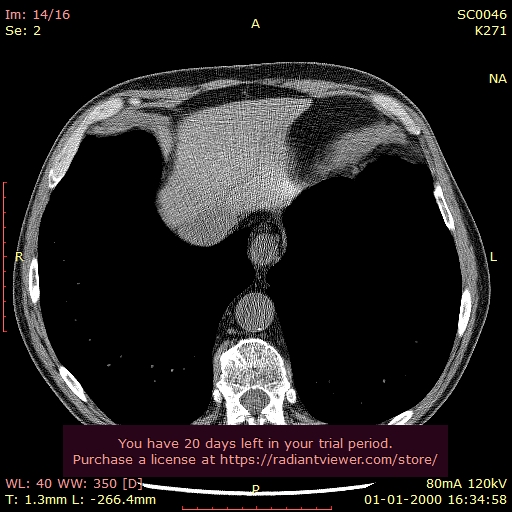 Im: 14/16
Se: 2
A
SC0046
K271
NA
R
L
You have 20 days left in your trial period.
Purchase a license at https://radiantviewer.com/store/
WL: 40 WW: 350 [D]
T: 1.3mm L: -266.4mm
P
80mA 120kV
01-01-2000 16:34:58